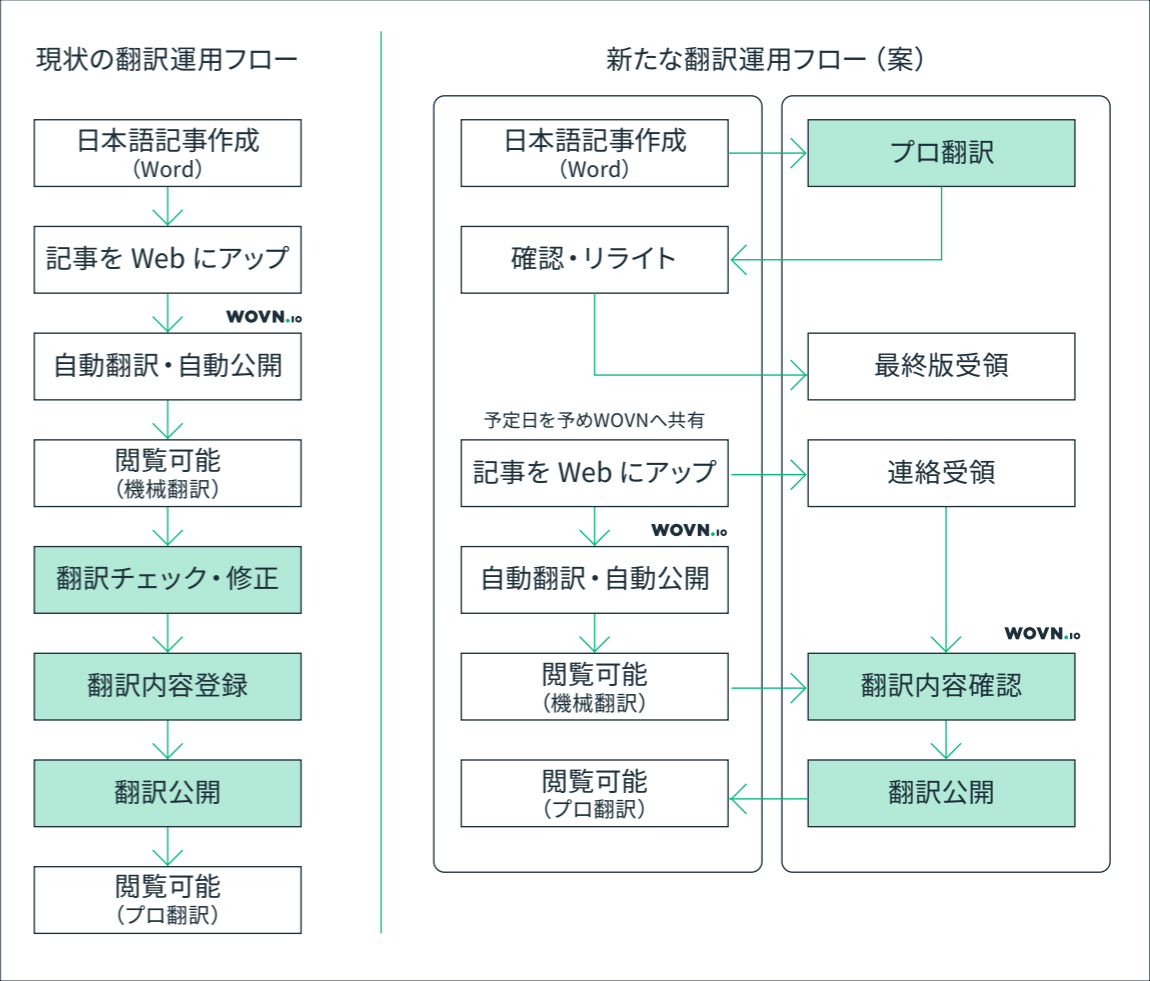 現状の翻訳運用フロー
日本語記事作成
（Word）
記事を Web にアップ
WOVN.io
自動翻訳・自動公開
閲覧可能
（機械翻訳）
翻訳チェック・修正
翻訳内容登録
翻訳公開
閲覧可能
（プロ翻訳）
新たな翻訳運用フロー（案）
日本語記事作成
（Word）
プロ翻訳
確認・リライト
最終版受領
予定日を予めWOVNへ共有
記事を Web にアップ
連絡受領
WOVN.io
自動翻訳・自動公開
WOVN.io
閲覧可能
（機械翻訳）
翻訳内容確認
閲覧可能
（プロ翻訳）
翻訳公開